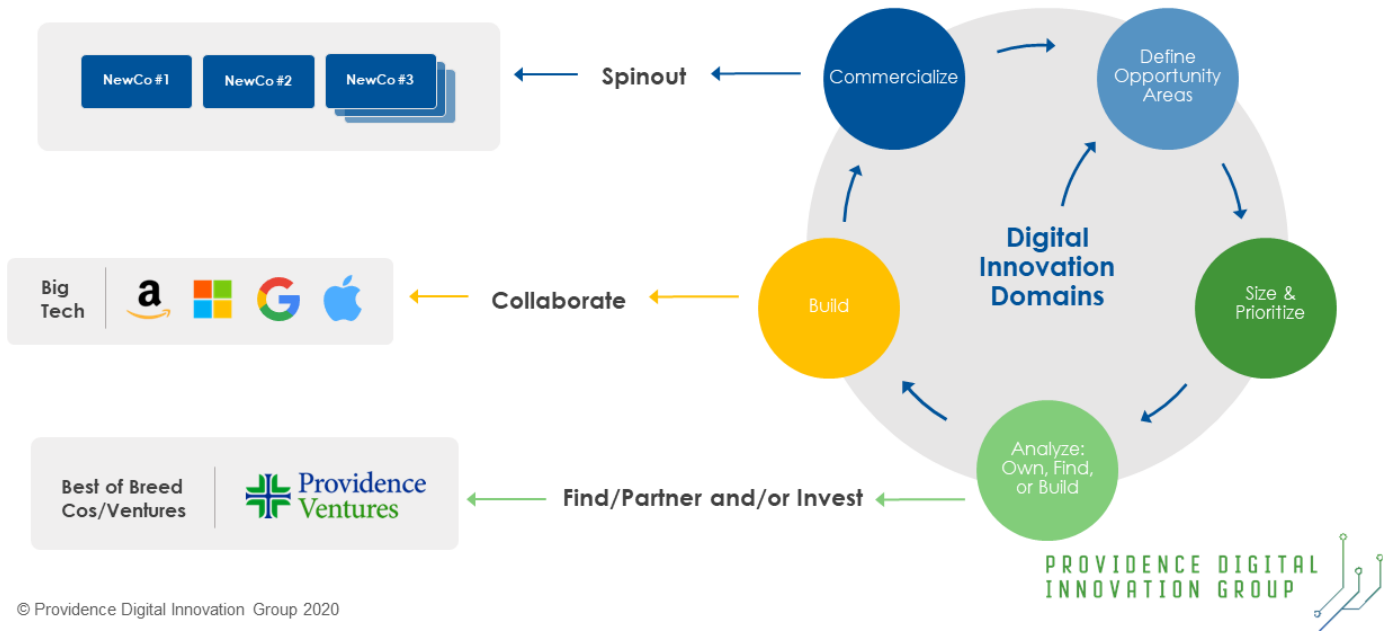 NewCo #1
NewCo #2
NewCo #3
Spinout
Commercialize
Define
Opportunity
Areas
Digital
Innovation
Domains
Size &
Prioritize
Big
Tech
a
G
Collaborate
Build
Analyze:
Own, Find,
or Build
Best of Breed
Cos/Ventures
Providence
Ventures
Find/Partner and/or Invest
PROVIDENCE DIGITAL
INNOVATION GROUP
© Providence Digital Innovation Group 2020